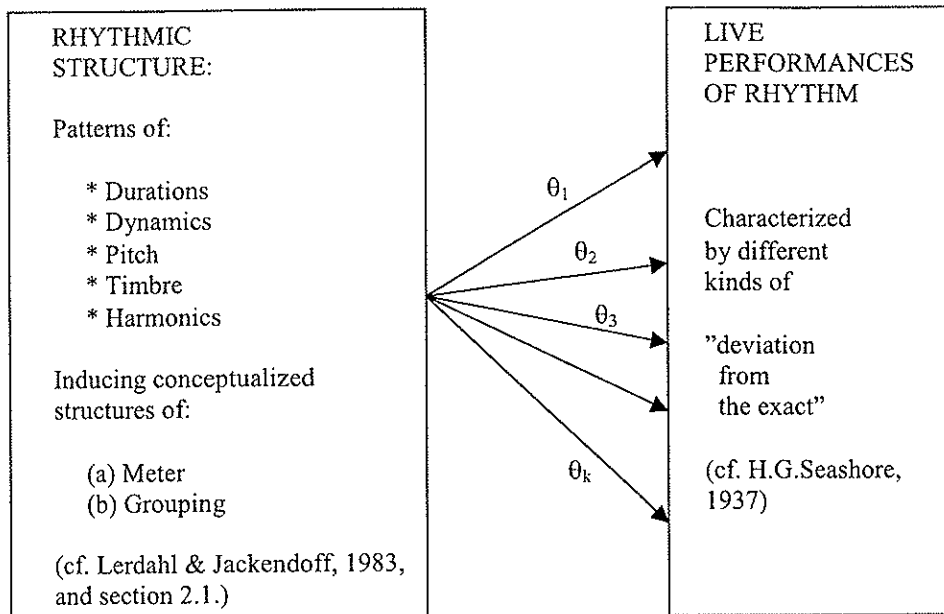 RHYTHMIC
STRUCTURE:
Patterns of:
* Durations
* Dynamics
* Pitch
* Timbre
* Harmonics
Inducing conceptualized
structures of:
(a) Meter
(b) Grouping
(cf. Lerdahl & Jackendoff, 1983,
and section 2.1.)
θ1
θ2
θ3
θk
LIVE
PERFORMANCES
OF RHYTHM
Characterized
by different
kinds of
”deviation
from
the exact”
(cf. H.G.Seashore,
1937)